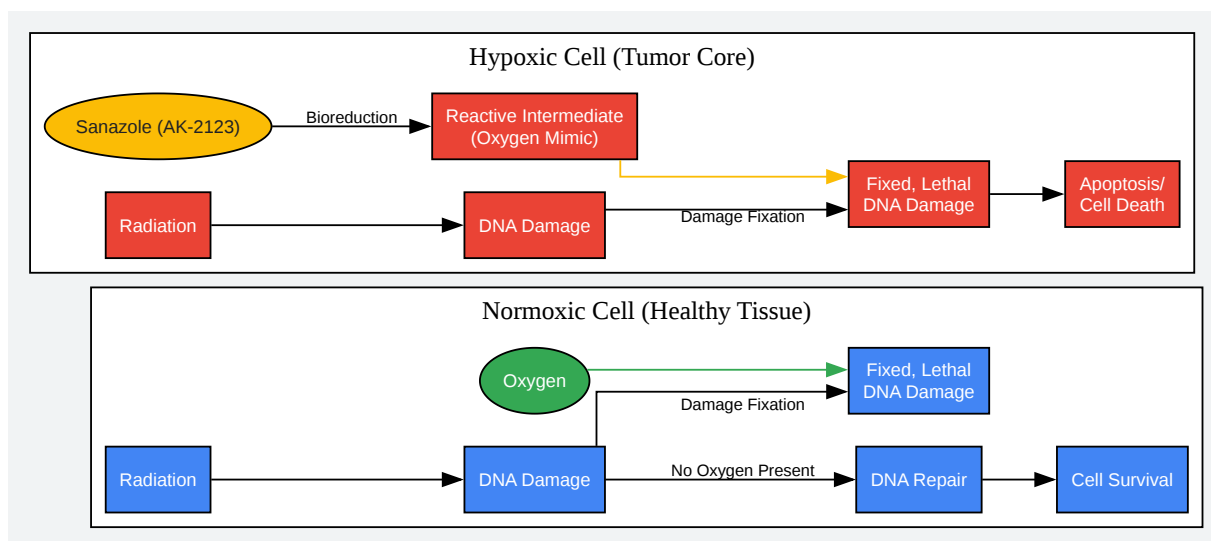 Hypoxic Cell (Tumor Core)
Sanazole (AK-2123)
Bioreduction
Reactive Intermediate
(Oxygen Mimic)
Radiation
DNA Damage
Damage Fixation
Fixed, Lethal
DNA Damage
Apoptosis/
Cell Death
Normoxic Cell (Healthy Tissue)
Oxygen
Damage Fixation
Fixed, Lethal
DNA Damage
Radiation
DNA Damage
No Oxygen Present
DNA Repair
Cell Survival